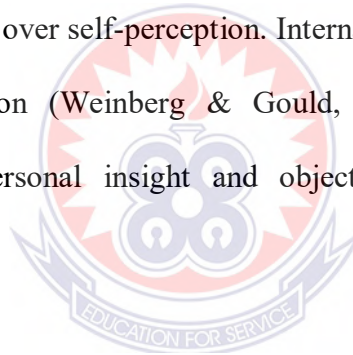 over self-perception. Intern
on (Weinberg & Gould,
ersonal insight and object
EDUCATION FOR SERVICE